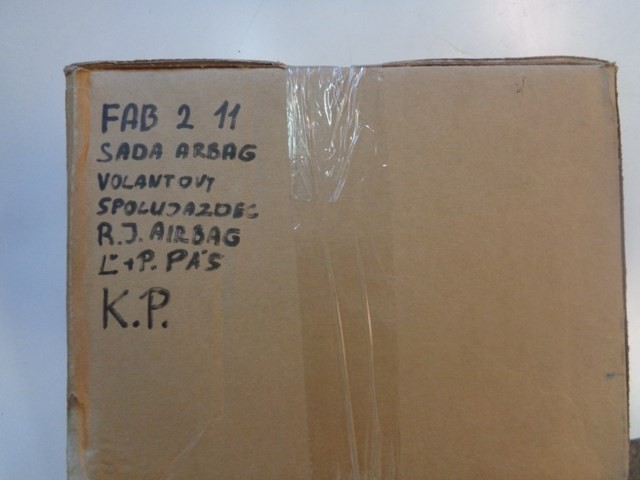 FAB 2 11
SADA ARBAG
VOLANTOVÝ
SPOLUJAZDEC
R.J. AIRBAG
Ľ+P. PÁS
K.P.